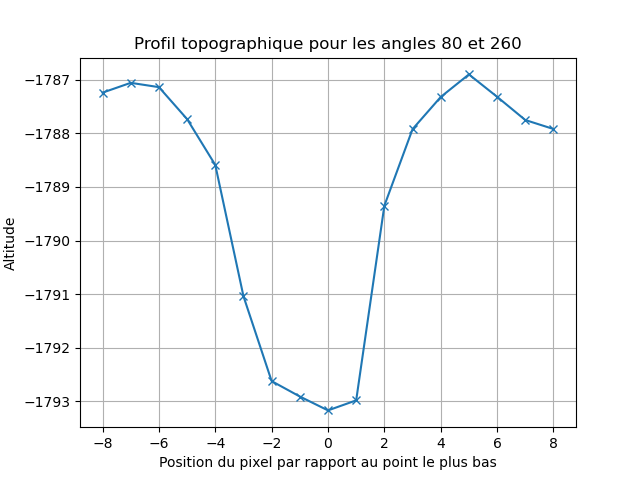 Profil topographique pour les angles 80 et 260
−1787
−1788
−1789
−1790
−1791
−1792
−1793
Altitude
−8 −6 −4 −2 0 2 4 6 8
Position du pixel par rapport au point le plus bas